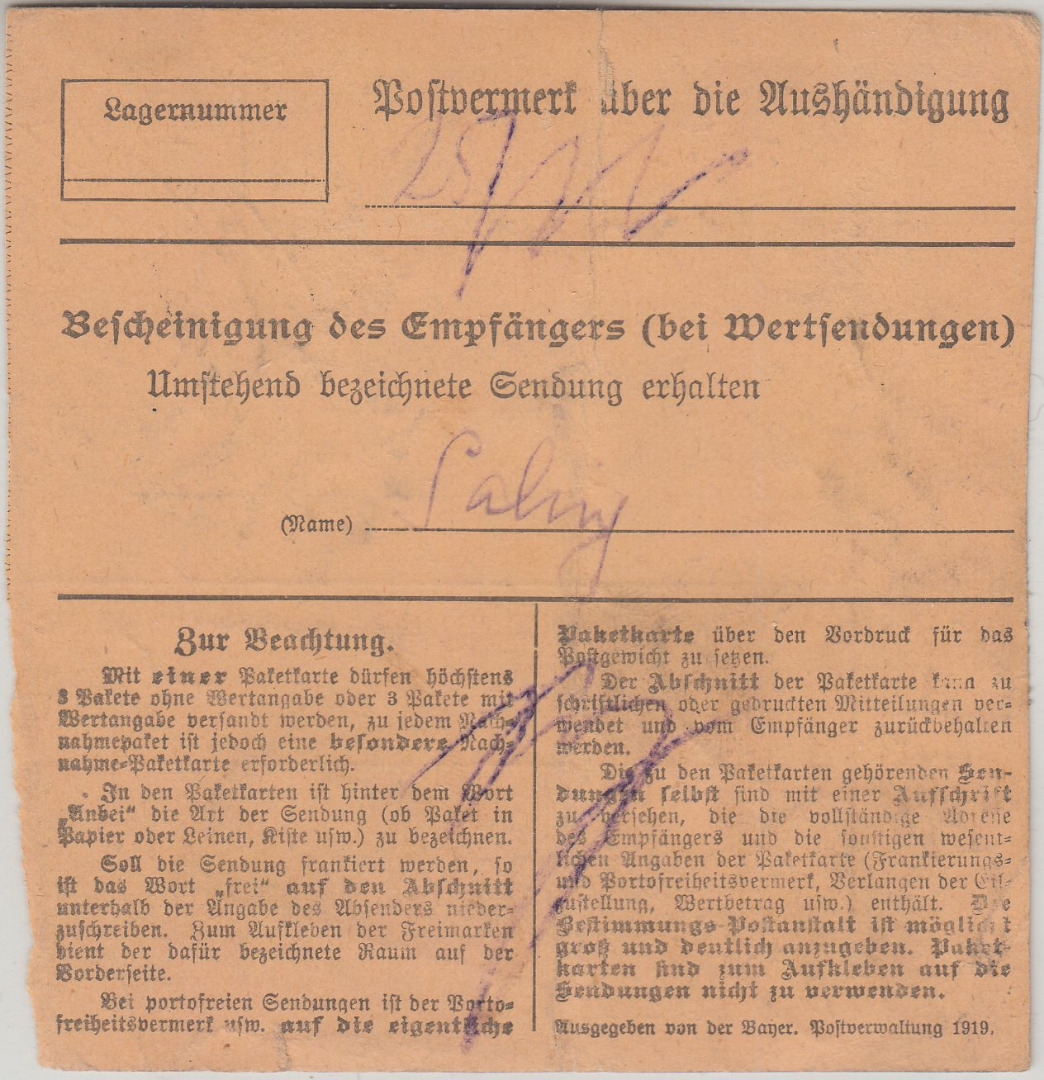 Lagernummer
Postvermerk über die Aushändigung
25
Bescheinigung des Empfängers (bei Wertsendungen)
Umstehend bezeichnete Sendung erhalten
(Name)
Zur Beachtung.
Mit einer Paketkarte dürfen höchstens
3 Pakete ohne Wertangabe oder 3 Pakete mit
Wertangabe versandt werden, zu jedem Nach-
nahmepaket ist jedoch eine besondere Nach-
nahme-Paketkarte erforderlich.
In den Paketkarten ist hinter dem Wort
„Anbei“ die Art der Sendung (ob Paket in
Papier oder Leinen, Kiste usw.) zu bezeichnen.
Soll die Sendung frankiert werden, so
ist das Wort „frei“ auf den Abschnitt
unterhalb der Angabe des Absenders nieder-
zuschreiben. Zum Aufkleben der Freimarken
dient der dafür bezeichnete Raum auf der
Vorderseite.
Bei portofreien Sendungen ist der Porto-
freiheitsvermerk usw. auf die eigentliche
Paketkarte über den Vordruck für das
Postgewicht zu setzen.
Der Abschnitt der Paketkarte kann zu
schriftlichen oder gedruckten Mitteilungen ver-
wendet und vom Empfänger zurückbehalten
werden.
Die zu den Paketkarten gehörenden Sen-
dungen selbst sind mit einer Aufschrift
zu versehen, die die vollständige Adresse
des Empfängers und die sonstigen wesent-
lichen Angaben der Paketkarte (Frankierungs-
und Portofreiheitsvermerk, Verlangen der Eil-
zustellung, Wertbetrag usw.) enthält. Die
Bestimmungs-Postanstalt ist möglichst
groß und deutlich anzugeben. Paket-
karten sind zum Aufkleben auf die
Sendungen nicht zu verwenden.
Ausgegeben von der Bayer. Postverwaltung 1919.